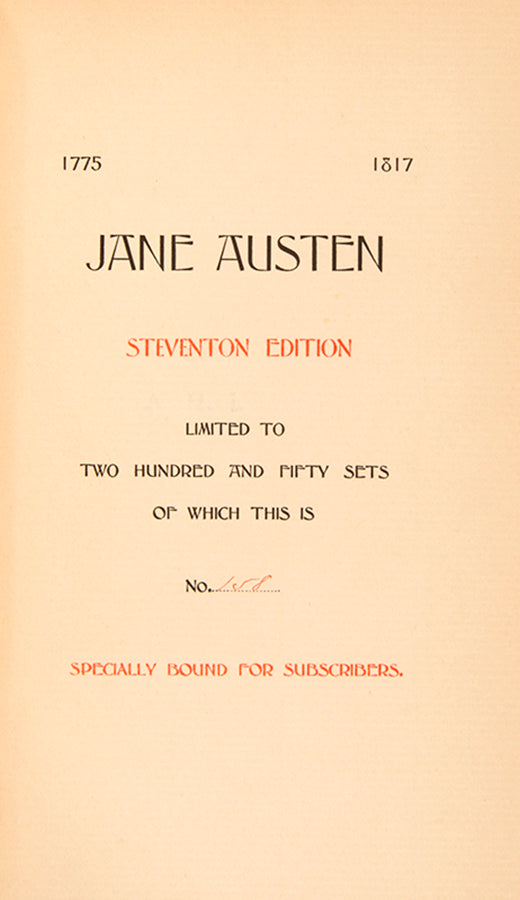 1775 1817
JANE AUSTEN
STEVENTON EDITION
LIMITED TO
TWO HUNDRED AND FIFTY SETS
OF WHICH THIS IS
No. 158
SPECIALLY BOUND FOR SUBSCRIBERS.